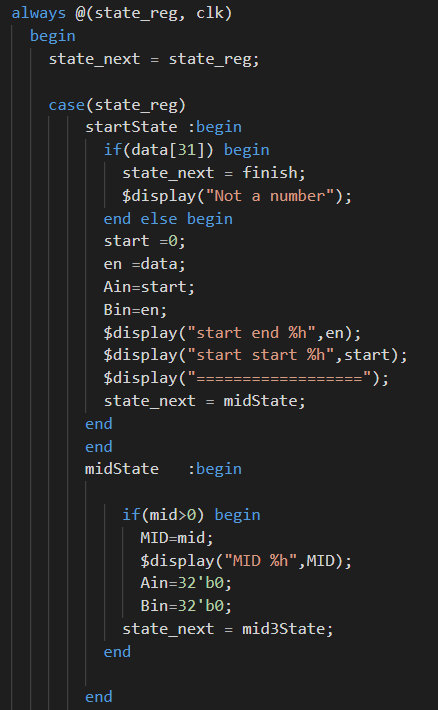 always @(state_reg, clk)
begin
state_next = state_reg;
case(state_reg)
startState :begin
if(data[31]) begin
state_next = finish;
$display("Not a number");
end else begin
start =0;
en =data;
Ain=start;
Bin=en;
$display("start end %h",en);
$display("start start %h",start);
$display("==================");
state_next = midState;
end
end
midState   :begin
if(mid>0) begin
MID=mid;
$display("MID %h",MID);
Ain=32'b0;
Bin=32'b0;
state_next = mid3State;
end
end